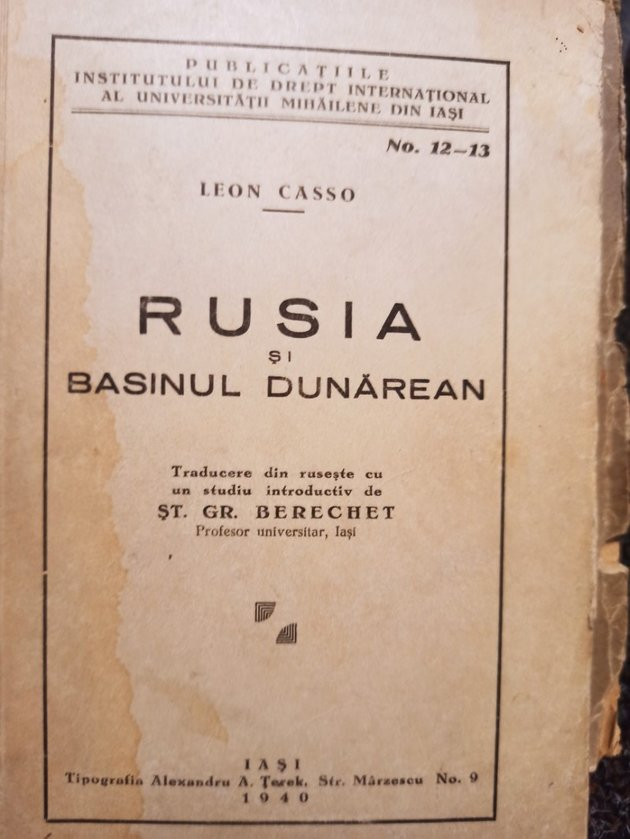 PUBLICAȚIILE
INSTITUTULUI DE DREPT INTERNAȚIONAL
AL UNIVERSITĂȚII MIHĂILENE DIN IAȘI
No. 12-13
LEON CASSO
RUSIA
ȘI
BASINUL DUNĂREAN
Traducere din rusește cu
un studiu introductiv de
ȘT. GR. BERECHET
Profesor universitar, Iași
IAȘI
Tipografia Alexandru A. Țerek, Str. Mârzescu No. 9
1940